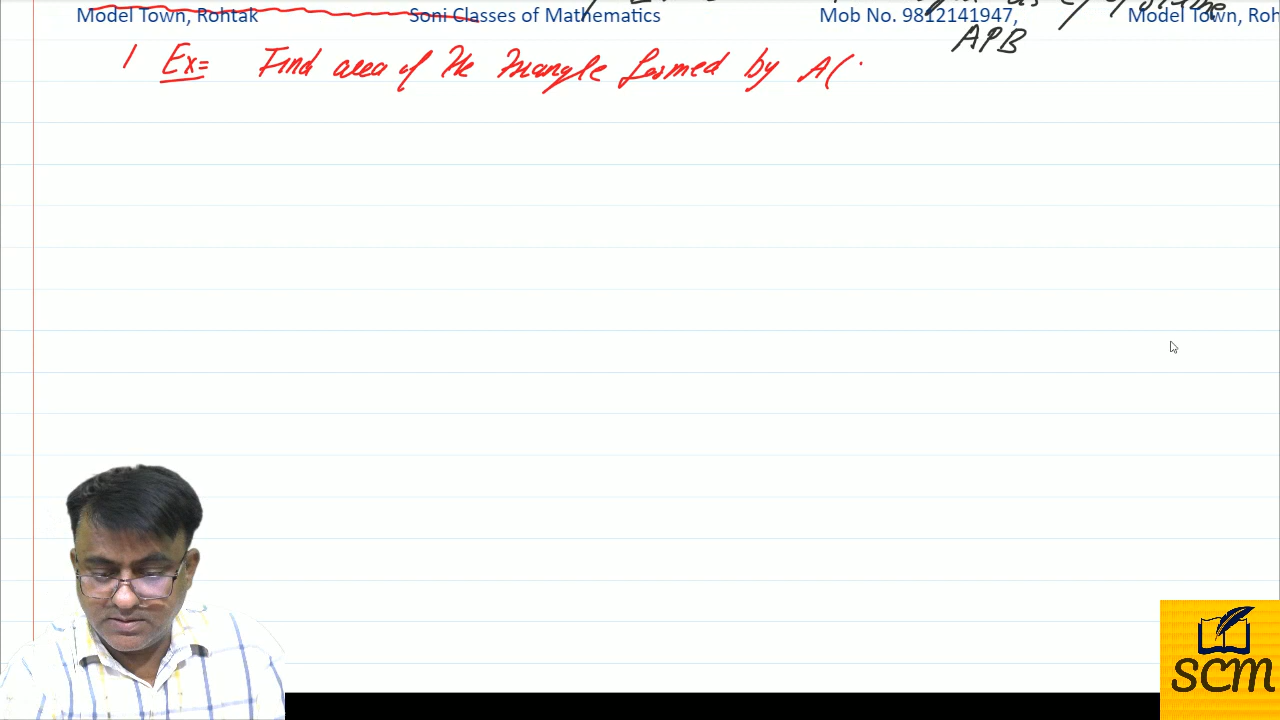 Model Town, Rohtak Soni Classes of Mathematics Mob No. 9812141947, Model Town, Roh
APB
1 Ex= Find area of the triangle formed by A(
SCM